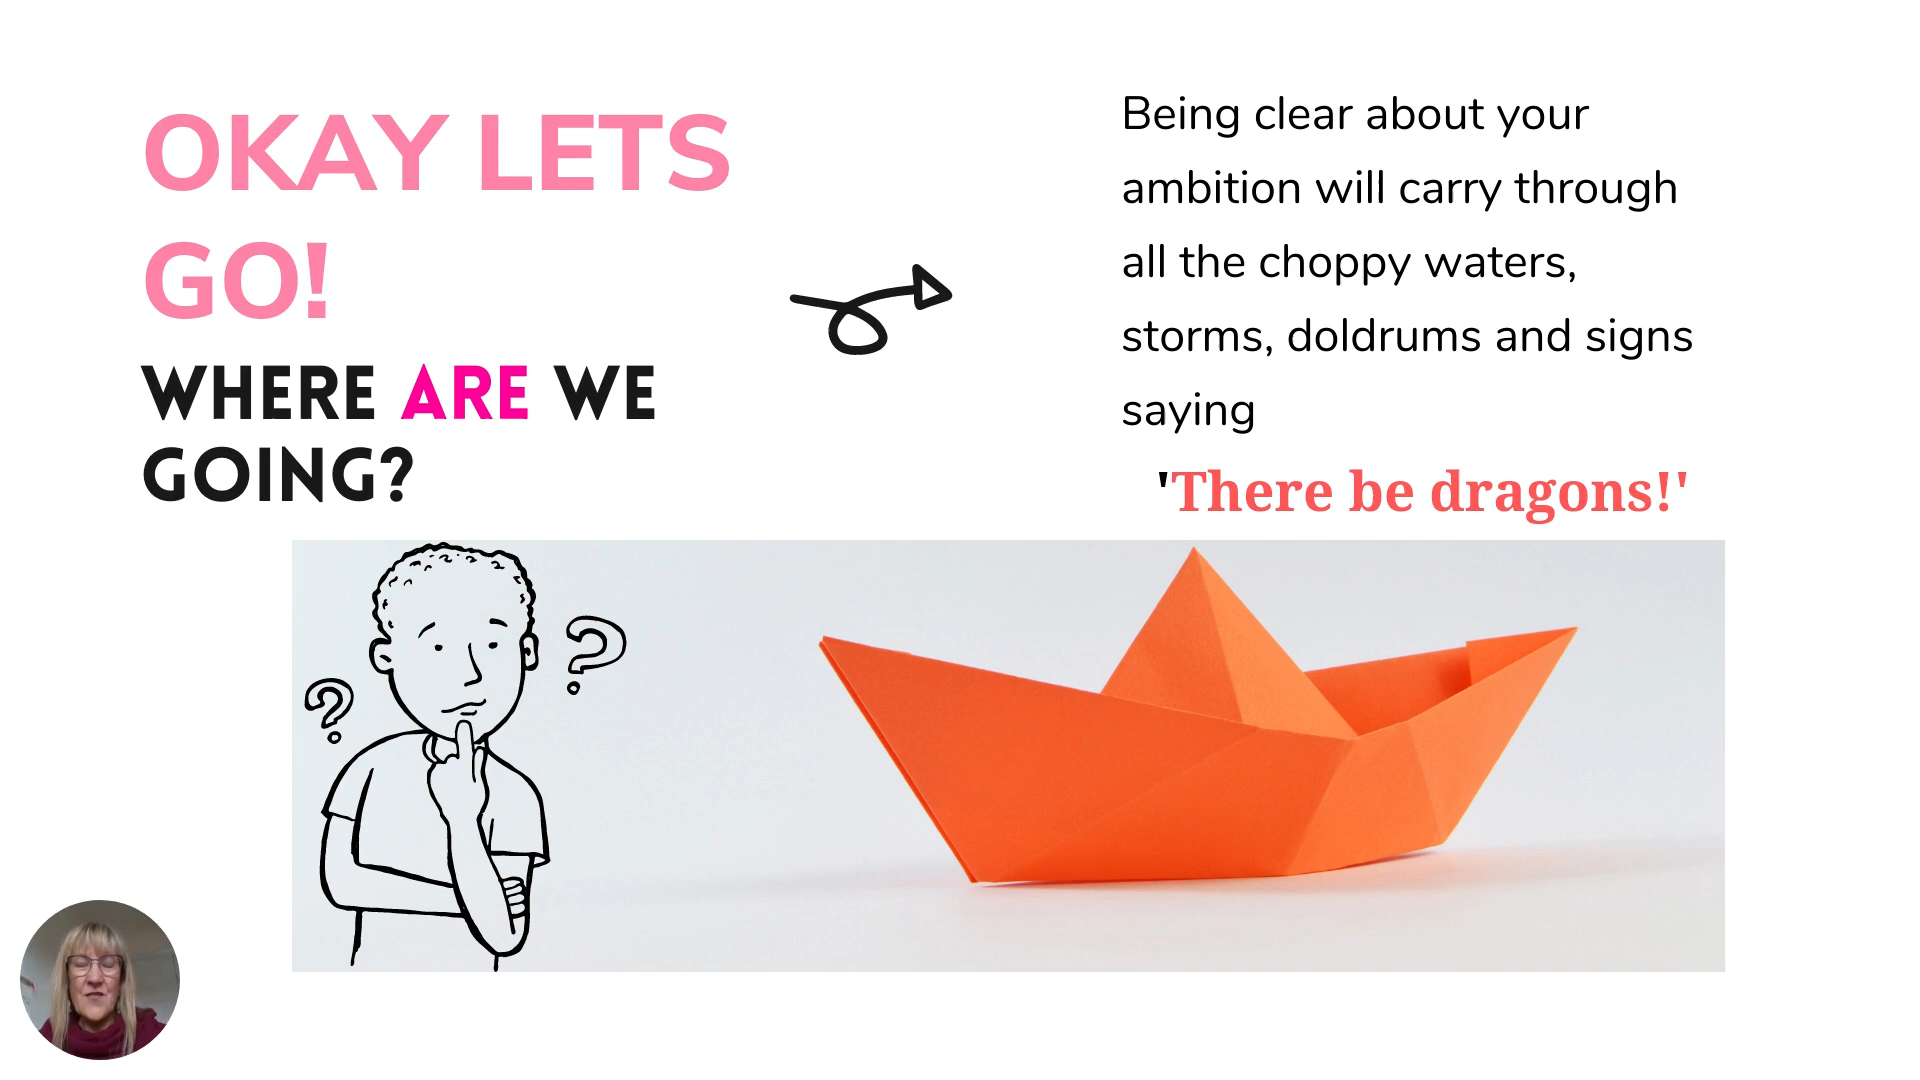 OKAY LETS
GO!
WHERE ARE WE
GOING?
Being clear about your
ambition will carry through
all the choppy waters,
storms, doldrums and signs
saying
'There be dragons!'
?
?